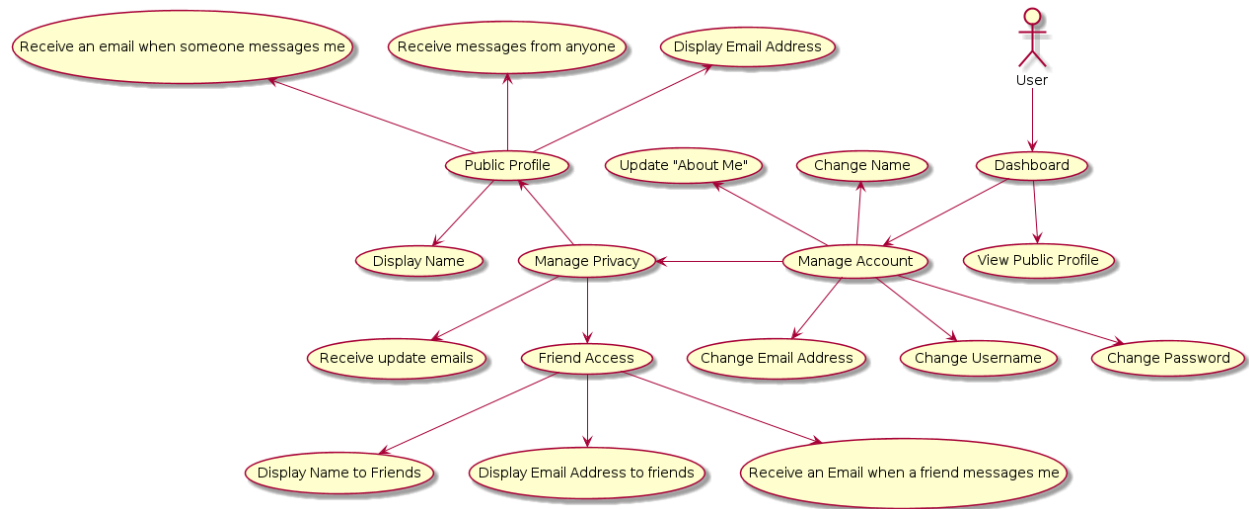 Receive an email when someone messages me
Receive messages from anyone
Display Email Address
User
Public Profile
Update "About Me"
Change Name
Dashboard
Display Name
Manage Privacy
Manage Account
View Public Profile
Receive update emails
Friend Access
Change Email Address
Change Username
Change Password
Display Name to Friends
Display Email Address to friends
Receive an Email when a friend messages me